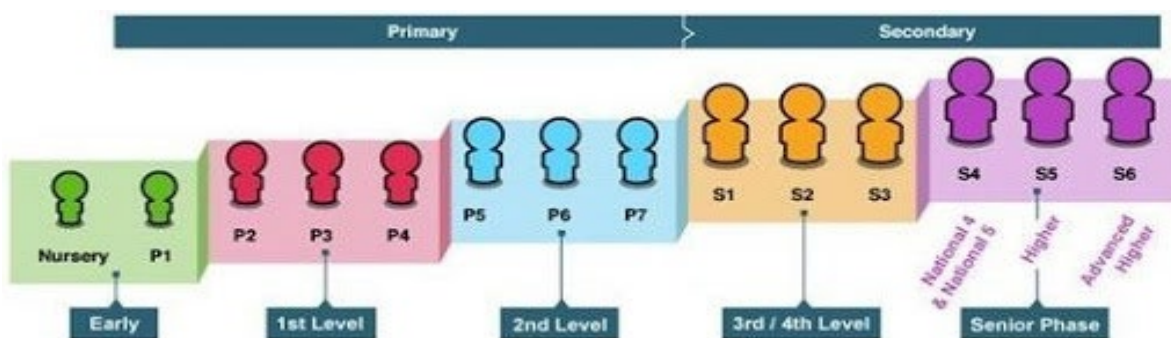 Primary
Secondary
Nursery
P1
P2
P3
P4
P5
P6
P7
S1
S2
S3
S4
S5
S6
National 4
& National 5
Higher
Advanced
Higher
Early
1st Level
2nd Level
3rd / 4th Level
Senior Phase